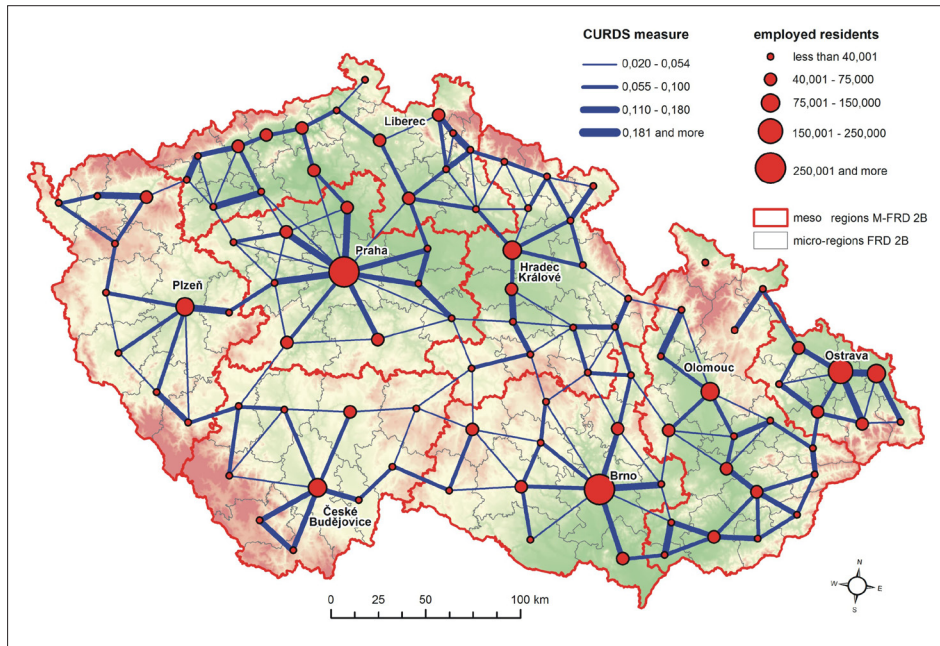 CURDS measure
0,020 - 0,054
0,055 - 0,100
0,110 - 0,180
0,181 and more
employed residents
less than 40,001
40,001 - 75,000
75,001 - 150,000
150,001 - 250,000
250,001 and more
meso regions M-FRD 2B
micro-regions FRD 2B
Liberec
Praha
Hradec
Králové
Plzeň
Olomouc
Ostrava
Brno
České
Budějovice
0 25 50 100 km
N
W E
S